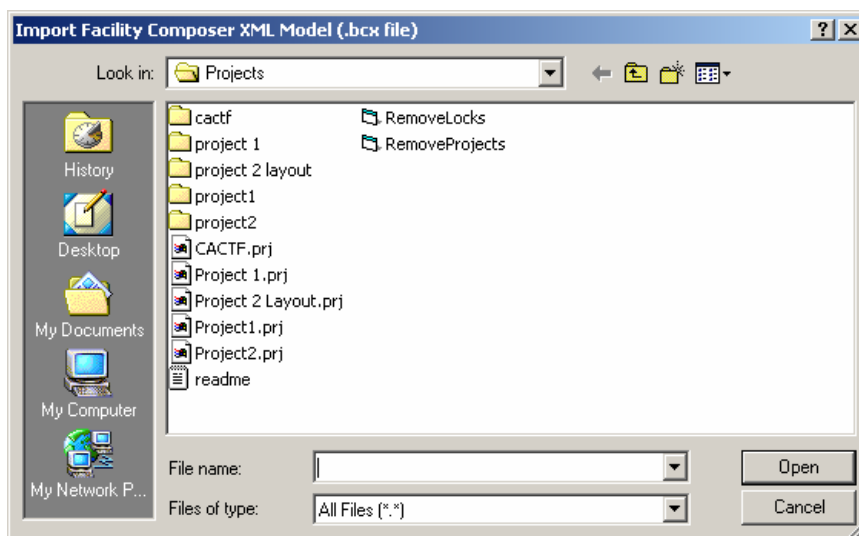 Import Facility Composer XML Model (.bcx file)
Look in: Projects
History
Desktop
My Documents
My Computer
My Network P...
cactf
project 1
project 2 layout
project1
project2
CACTF.prj
Project 1.prj
Project 2 Layout.prj
Project1.prj
Project2.prj
readme
RemoveLocks
RemoveProjects
File name:
Open
Files of type: All Files (*.*)
Cancel